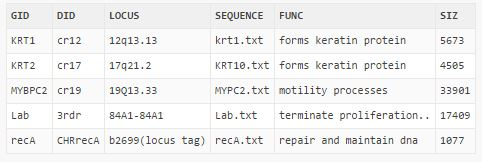 GID DID LOCUS SEQUENCE FUNC SIZ
KRT1 cr12 12q13.13 krt1.txt forms keratin protein 5673
KRT2 cr17 17q21.2 KRT10.txt forms keratin protein 4505
MYBPC2 cr19 19Q13.33 MYPC2.txt motility processes 33901
Lab 3rdr 84A1-84A1 Lab.txt terminate proliferation.. 17409
recA CHRrecA b2699(locus tag) recA.txt repair and maintain dna 1077